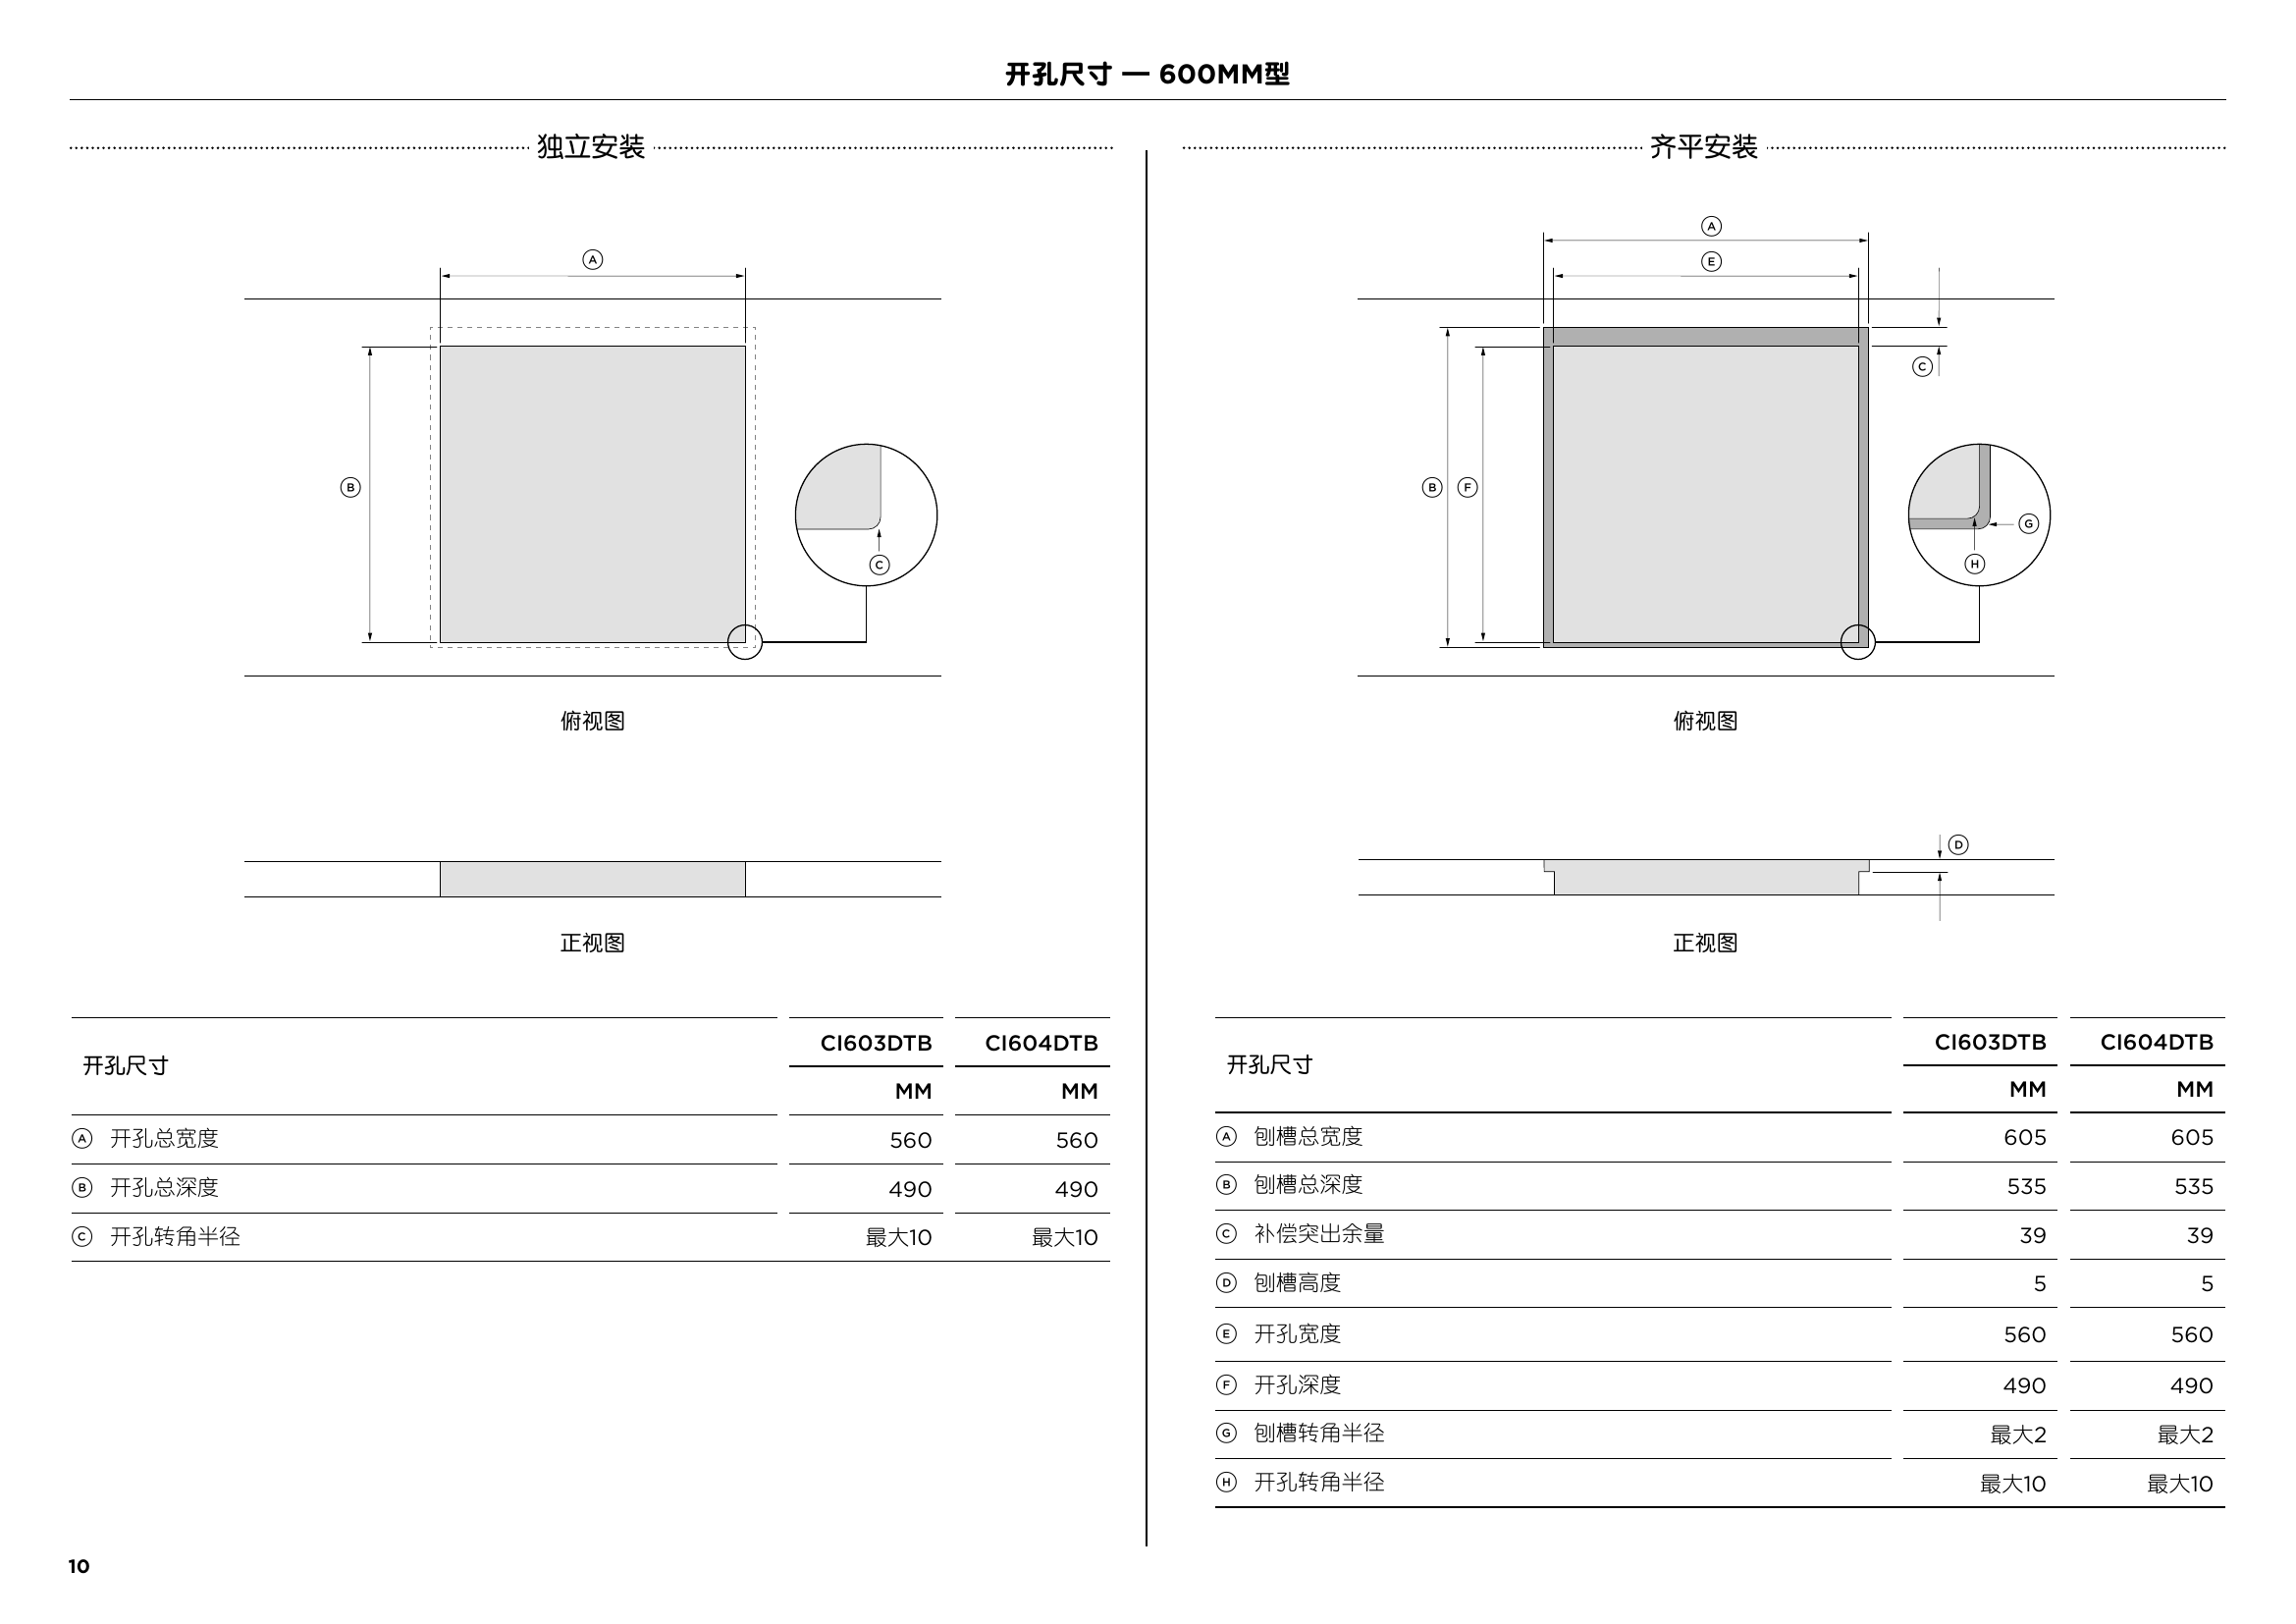 开孔尺寸 — 600MM型
独立安装
A
B
C
俯视图
正视图
开孔尺寸 CI603DTB CI604DTB
MM MM
A 开孔总宽度 560 560
B 开孔总深度 490 490
C 开孔转角半径 最大10 最大10
齐平安装
A
E
C
B F
G
H
俯视图
D
正视图
开孔尺寸 CI603DTB CI604DTB
MM MM
A 刨槽总宽度 605 605
B 刨槽总深度 535 535
C 补偿突出余量 39 39
D 刨槽高度 5 5
E 开孔宽度 560 560
F 开孔深度 490 490
G 刨槽转角半径 最大2 最大2
H 开孔转角半径 最大10 最大10
10